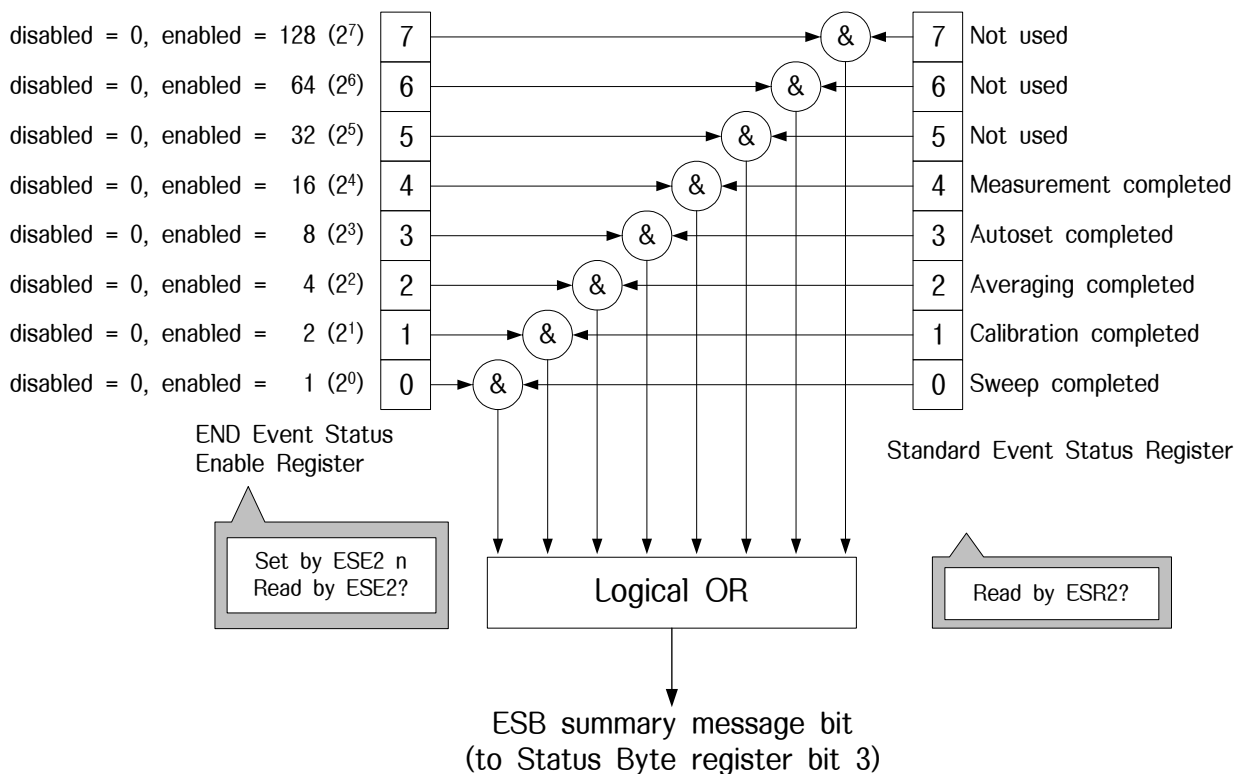 disabled = 0, enabled = 128 (2⁷) 7 & 7 Not used
disabled = 0, enabled = 64 (2⁶) 6 & 6 Not used
disabled = 0, enabled = 32 (2⁵) 5 & 5 Not used
disabled = 0, enabled = 16 (2⁴) 4 & 4 Measurement completed
disabled = 0, enabled = 8 (2³) 3 & 3 Autoset completed
disabled = 0, enabled = 4 (2²) 2 & 2 Averaging completed
disabled = 0, enabled = 2 (2¹) 1 & 1 Calibration completed
disabled = 0, enabled = 1 (2⁰) 0 & 0 Sweep completed
END Event Status
Enable Register
Standard Event Status Register
Set by ESE2 n
Read by ESE2?
Logical OR
Read by ESR2?
ESB summary message bit
(to Status Byte register bit 3)